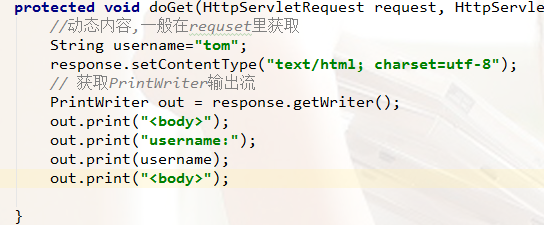 protected void doGet(HttpServletRequest request, HttpServle
//动态内容,一般在requset里获取
String username="tom";
response.setContentType("text/html; charset=utf-8");
// 获取PrintWriter输出流
PrintWriter out = response.getWriter();
out.print("<body>");
out.print("username:");
out.print(username);
out.print("<body>");
}